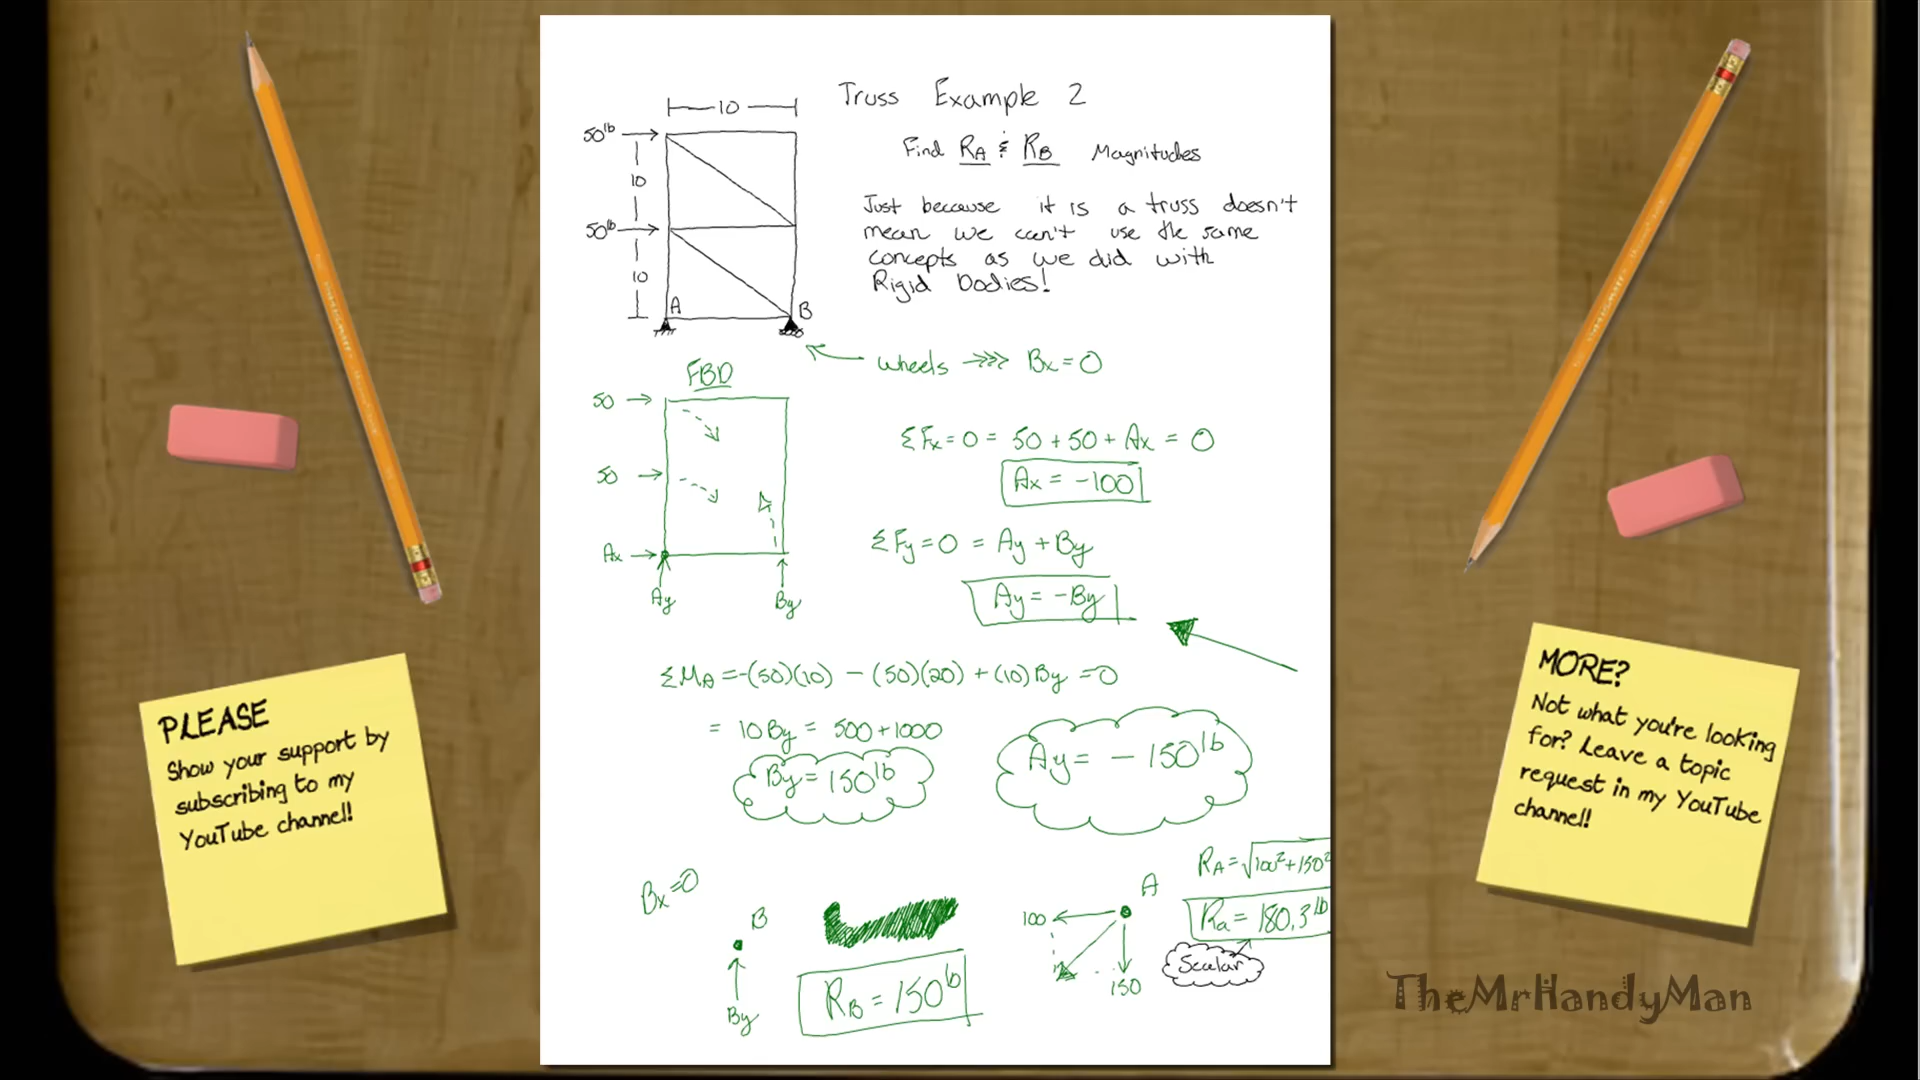 Truss Example 2
Find RA & RB Magnitudes
Just because it is a truss doesn't
mean we can't use the same
concepts as we did with
Rigid bodies!
10
50lb
10
50lb
10
A
B
wheels >>> Bx = 0
FBD
50
50
Ax
Ay
By
ΣFx = 0 = 50 + 50 + Ax = 0
Ax = -100
ΣFy = 0 = Ay + By
Ay = -By
ΣMA = -(50)(10) - (50)(20) + (10)By = 0
= 10By = 500 + 1000
By = 150lb
Ay = -150lb
Bx = 0
B
By
RB = 150lb
A
100
150
RA = √100²+150²
Ra = 180.3lb
Scalar
PLEASE
Show your support by
subscribing to my
YouTube channel!
MORE?
Not what you're looking
for? Leave a topic
request in my YouTube
channel!
TheMrHandyMan